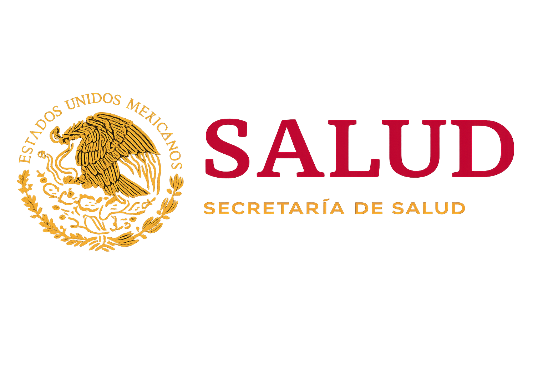 ESTADOS UNIDOS MEXICANOS
SALUD
SECRETARÍA DE SALUD